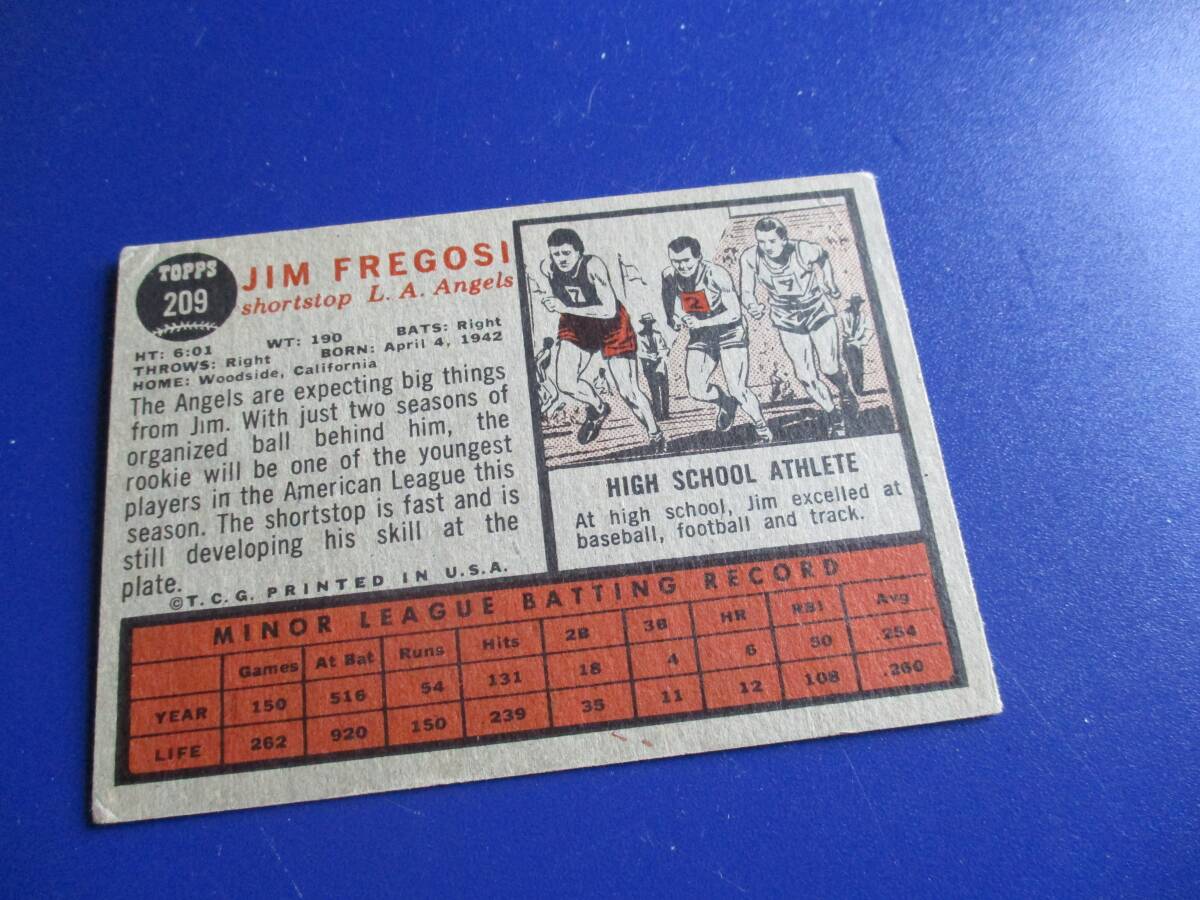 TOPPS
209
JIM FREGOSI
shortstop L. A. Angels
HT: 6:01 WT: 190 BATS: Right
THROWS: Right BORN: April 4, 1942
HOME: Woodside, California
The Angels are expecting big things
from Jim. With just two seasons of
organized ball behind him, the
rookie will be one of the youngest
players in the American League this
season. The shortstop is fast and is
still developing his skill at the
plate.
©T. C. G. PRINTED IN U.S.A.
7
2
7
HIGH SCHOOL ATHLETE
At high school, Jim excelled at
baseball, football and track.
MINOR LEAGUE BATTING RECORD
Games At Bat Runs Hits 2B 3B HR RBI Avg
YEAR 150 516 54 131 18 4 6 50 .254
LIFE 262 920 150 239 35 11 12 108 .260